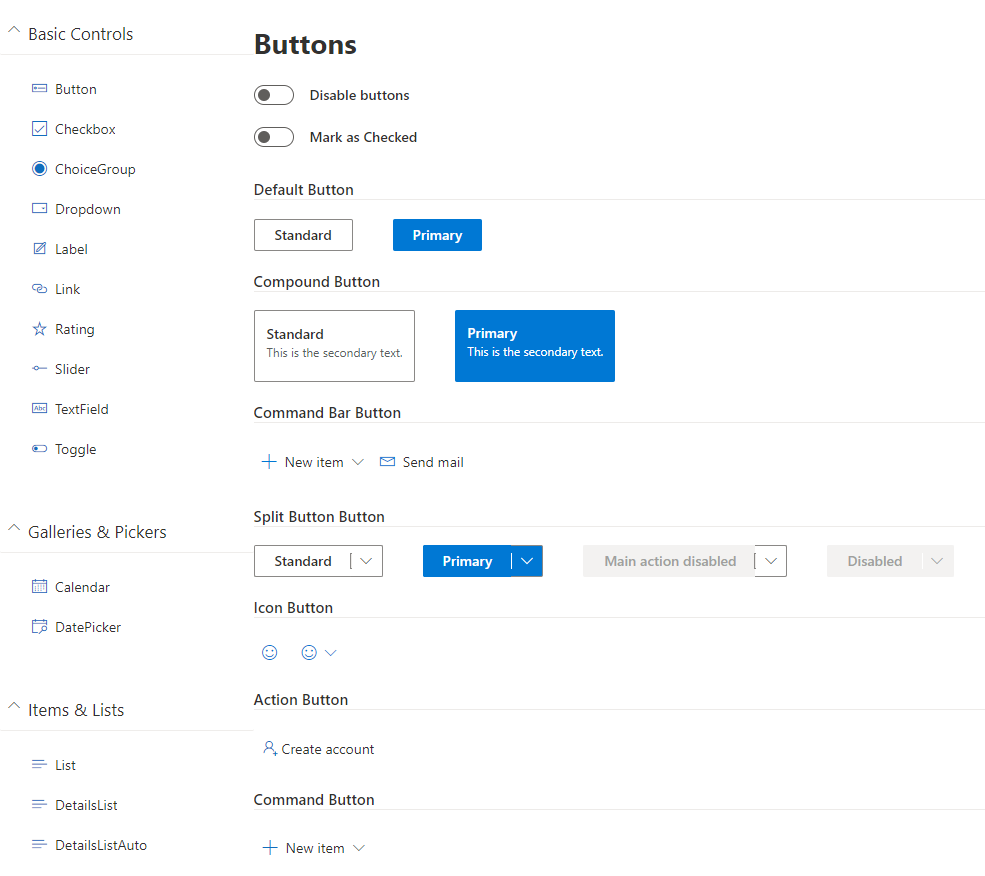 Basic Controls
Button
Checkbox
ChoiceGroup
Dropdown
Label
Link
Rating
Slider
Abc TextField
Toggle
Galleries & Pickers
Calendar
DatePicker
Items & Lists
List
DetailsList
DetailsListAuto
Buttons
Disable buttons
Mark as Checked
Default Button
Standard Primary
Compound Button
Standard
This is the secondary text.
Primary
This is the secondary text.
Command Bar Button
New item Send mail
Split Button Button
Standard Primary Main action disabled Disabled
Icon Button
Action Button
Create account
Command Button
New item